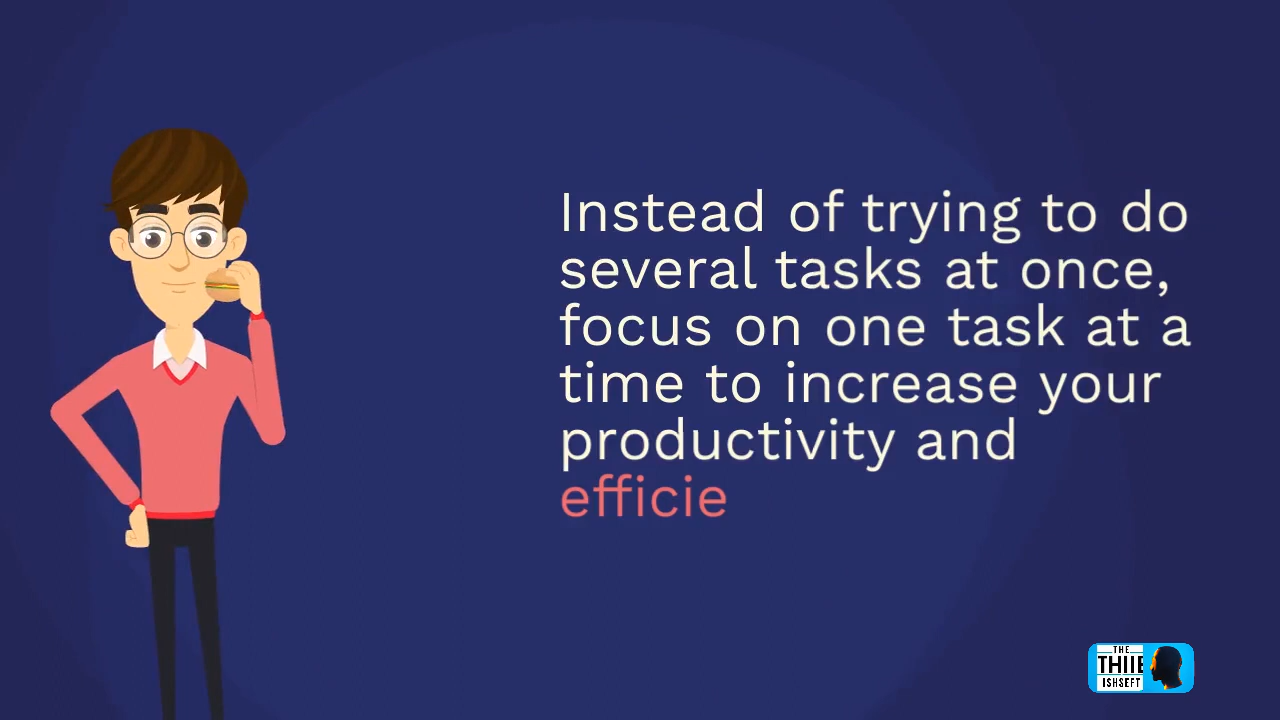 Instead of trying to do
several tasks at once,
focus on one task at a
time to increase your
productivity and
efficie
THE
THIIE
ISHSEFT